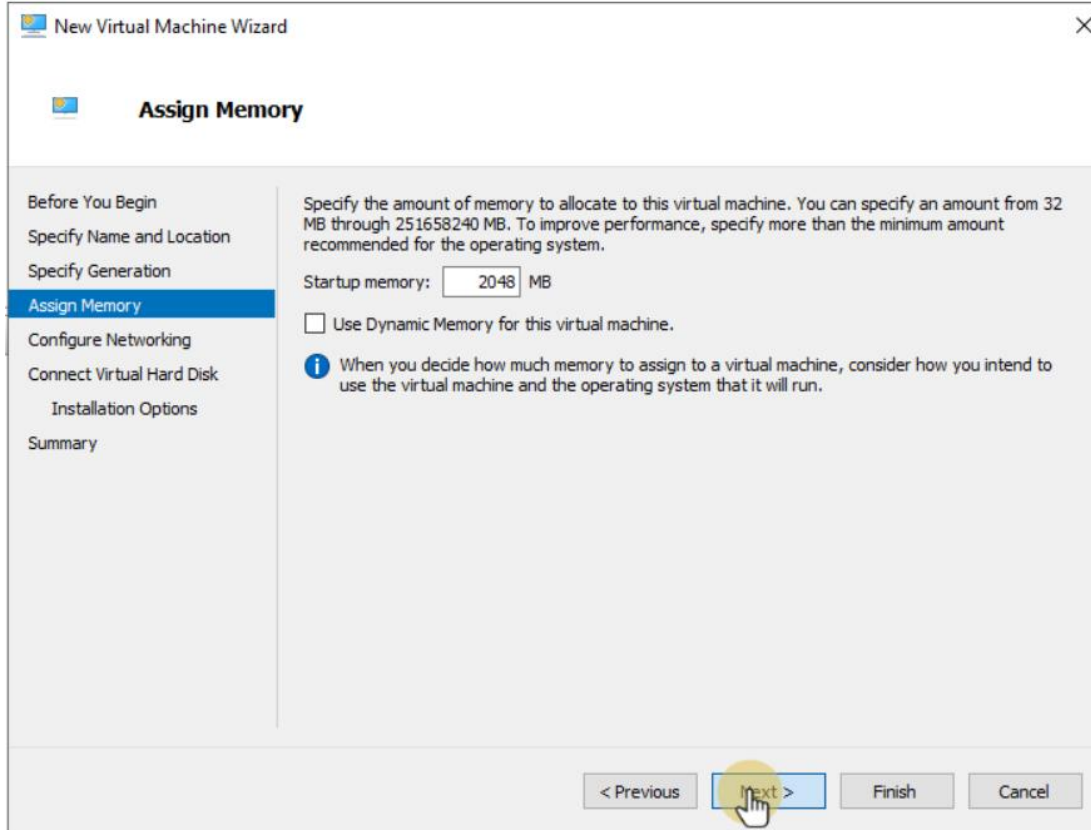 New Virtual Machine Wizard
Assign Memory
Before You Begin
Specify Name and Location
Specify Generation
Assign Memory
Configure Networking
Connect Virtual Hard Disk
Installation Options
Summary
Specify the amount of memory to allocate to this virtual machine. You can specify an amount from 32
MB through 251658240 MB. To improve performance, specify more than the minimum amount
recommended for the operating system.
Startup memory: 2048 MB
Use Dynamic Memory for this virtual machine.
When you decide how much memory to assign to a virtual machine, consider how you intend to
use the virtual machine and the operating system that it will run.
< Previous
Next >
Finish
Cancel